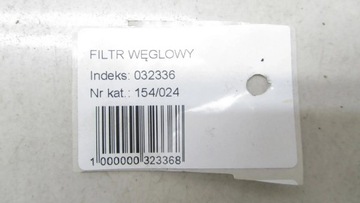 FILTR WĘGLOWY
Indeks: 032336
Nr kat.: 154/024
1 000000 323368